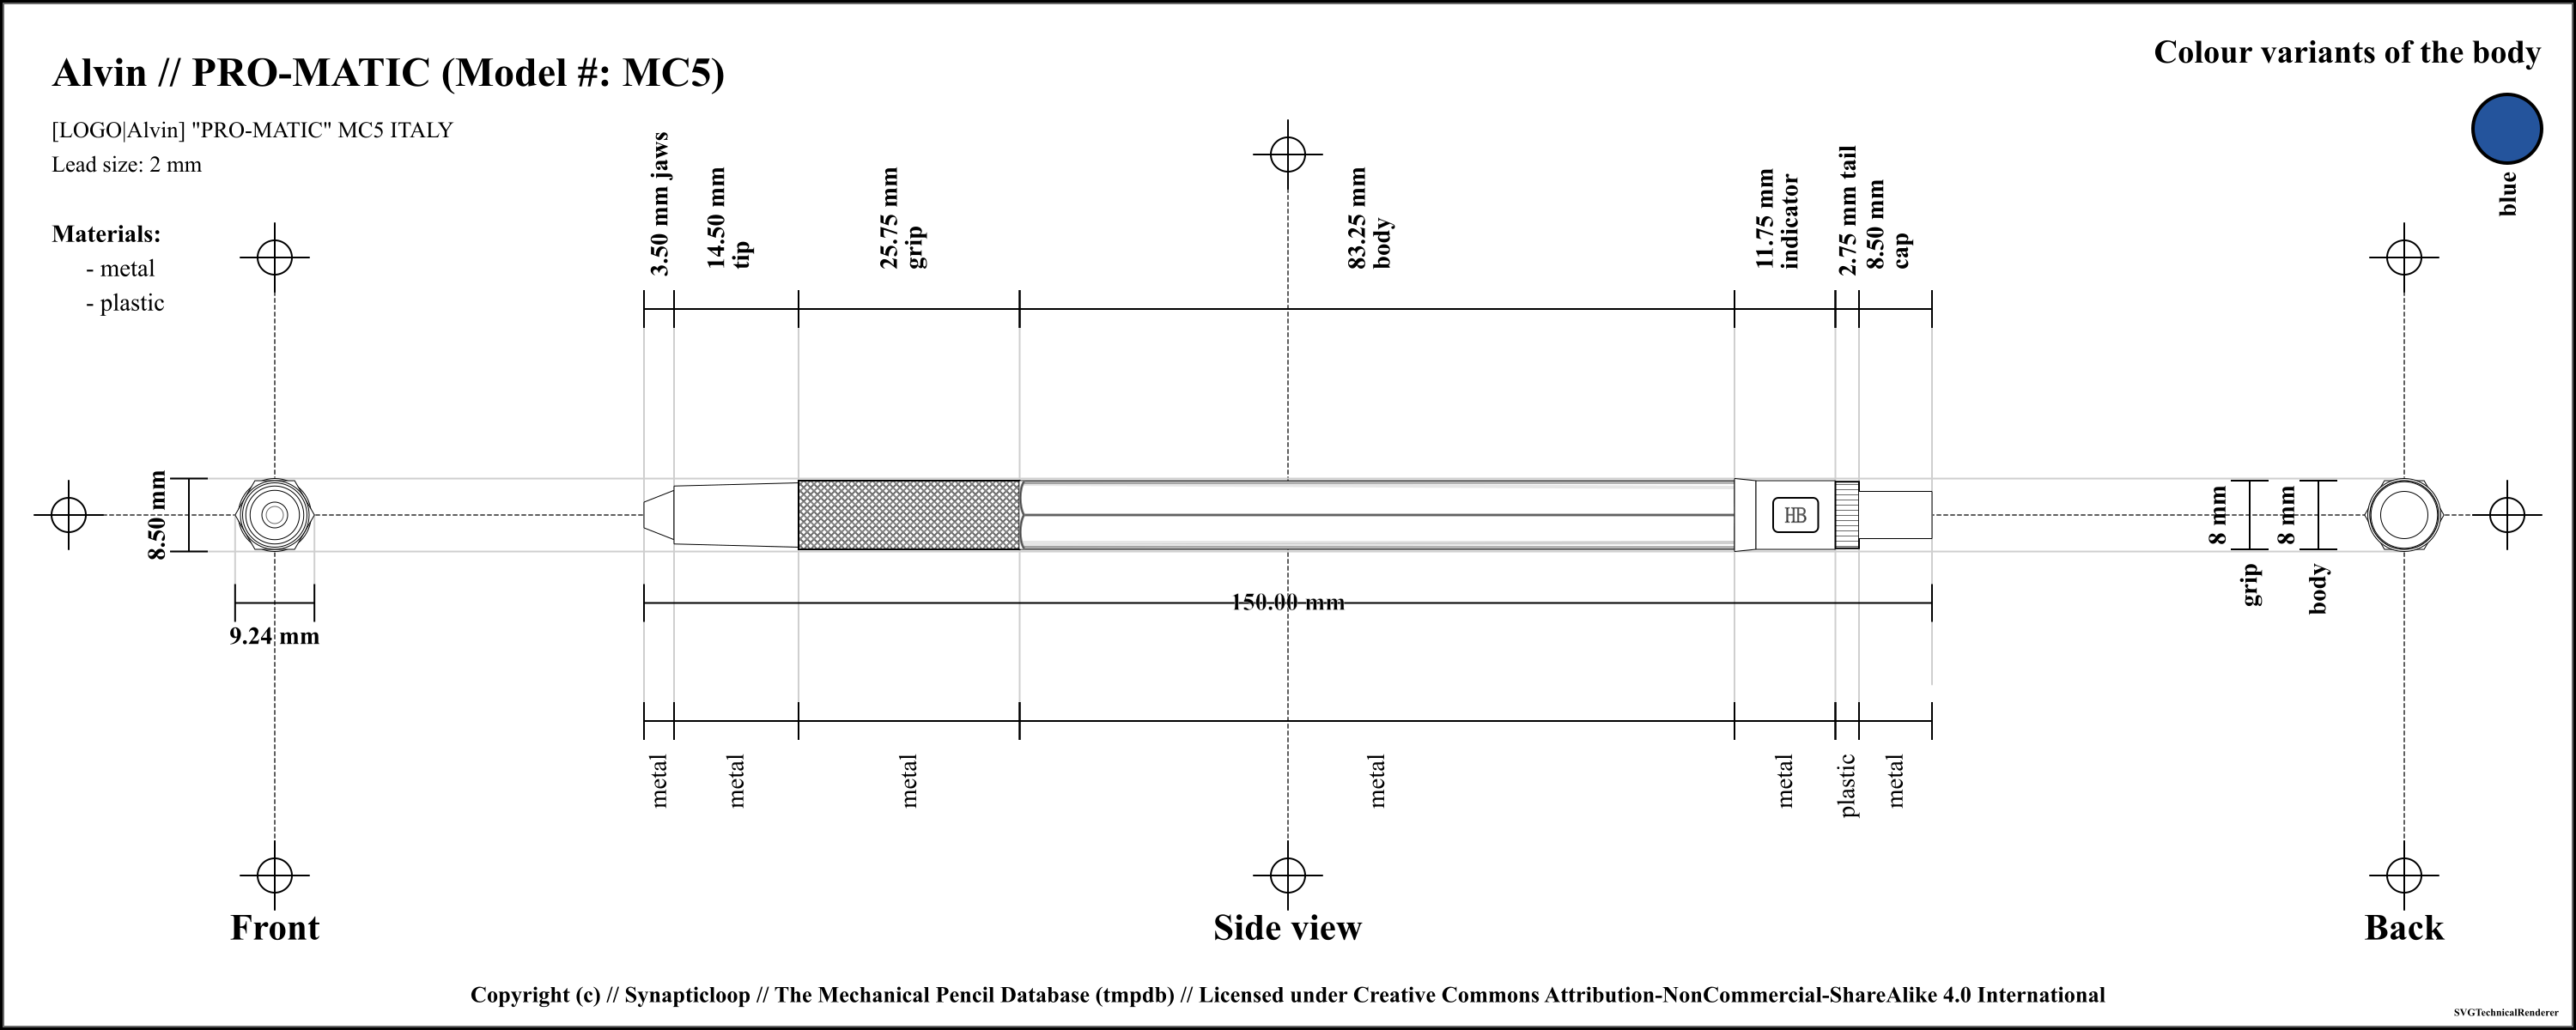 Alvin // PRO-MATIC (Model #: MC5)
Colour variants of the body
[LOGO|Alvin] "PRO-MATIC" MC5 ITALY
Lead size: 2 mm
blue
Materials:
- metal
- plastic
3.50 mm jaws
14.50 mm
tip
25.75 mm
grip
83.25 mm
body
11.75 mm
indicator
2.75 mm tail
8.50 mm
cap
8.50 mm
9.24 mm
HB
150.00 mm
8 mm
grip
8 mm
body
metal
metal
metal
metal
metal
plastic
metal
Front
Side view
Back
Copyright (c) // Synapticloop // The Mechanical Pencil Database (tmpdb) // Licensed under Creative Commons Attribution-NonCommercial-ShareAlike 4.0 International
SVGTechnicalRenderer